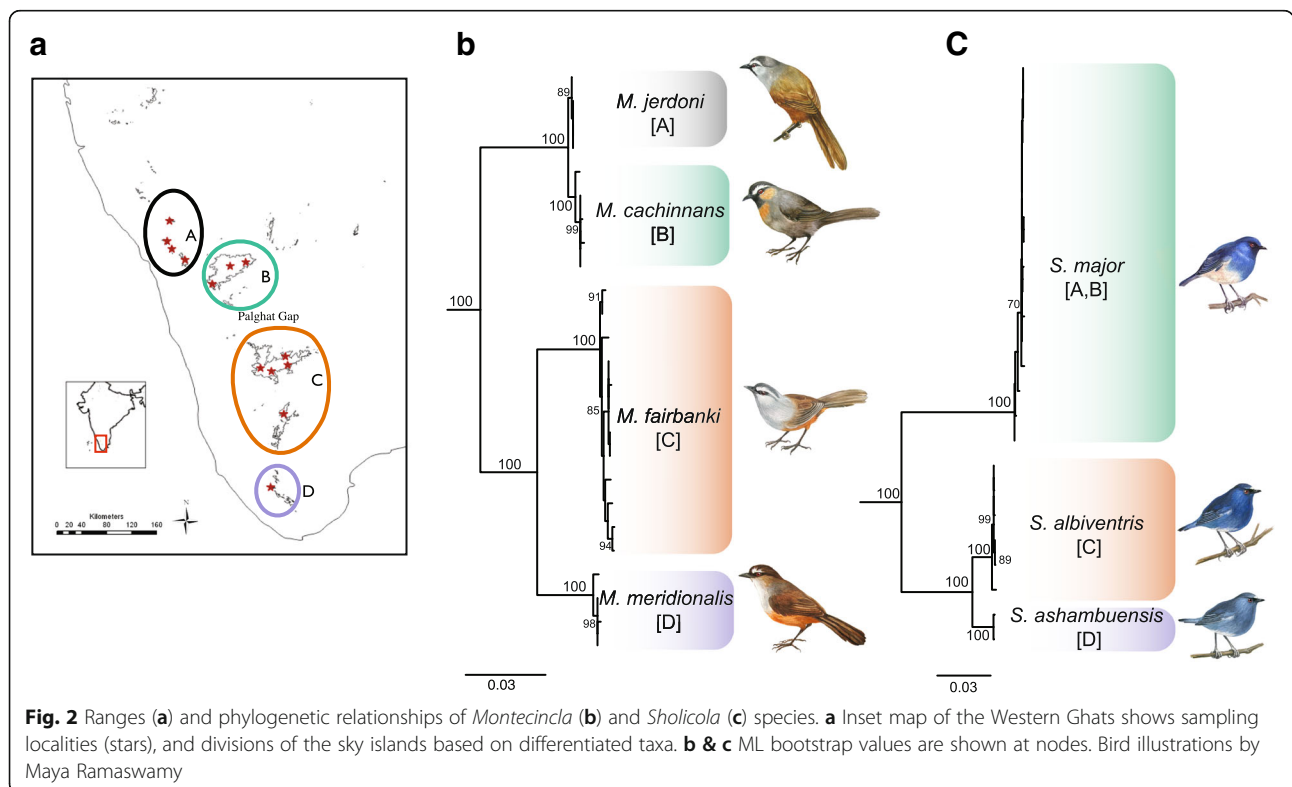 a
A
B
Palghat Gap
C
D
N
Kilometers
0 20 40 80 120 160
b
89
M. jerdoni
[A]
100
100
M. cachinnans
[B]
99
100
91
100
M. fairbanki
[C]
85
100
94
100
M. meridionalis
[D]
98
0.03
C
S. major
[A,B]
70
100
100
99
S. albiventris
[C]
100
89
100
S. ashambuensis
[D]
100
0.03
Fig. 2 Ranges (a) and phylogenetic relationships of Montecincla (b) and Sholicola (c) species. a Inset map of the Western Ghats shows sampling
localities (stars), and divisions of the sky islands based on differentiated taxa. b & c ML bootstrap values are shown at nodes. Bird illustrations by
Maya Ramaswamy